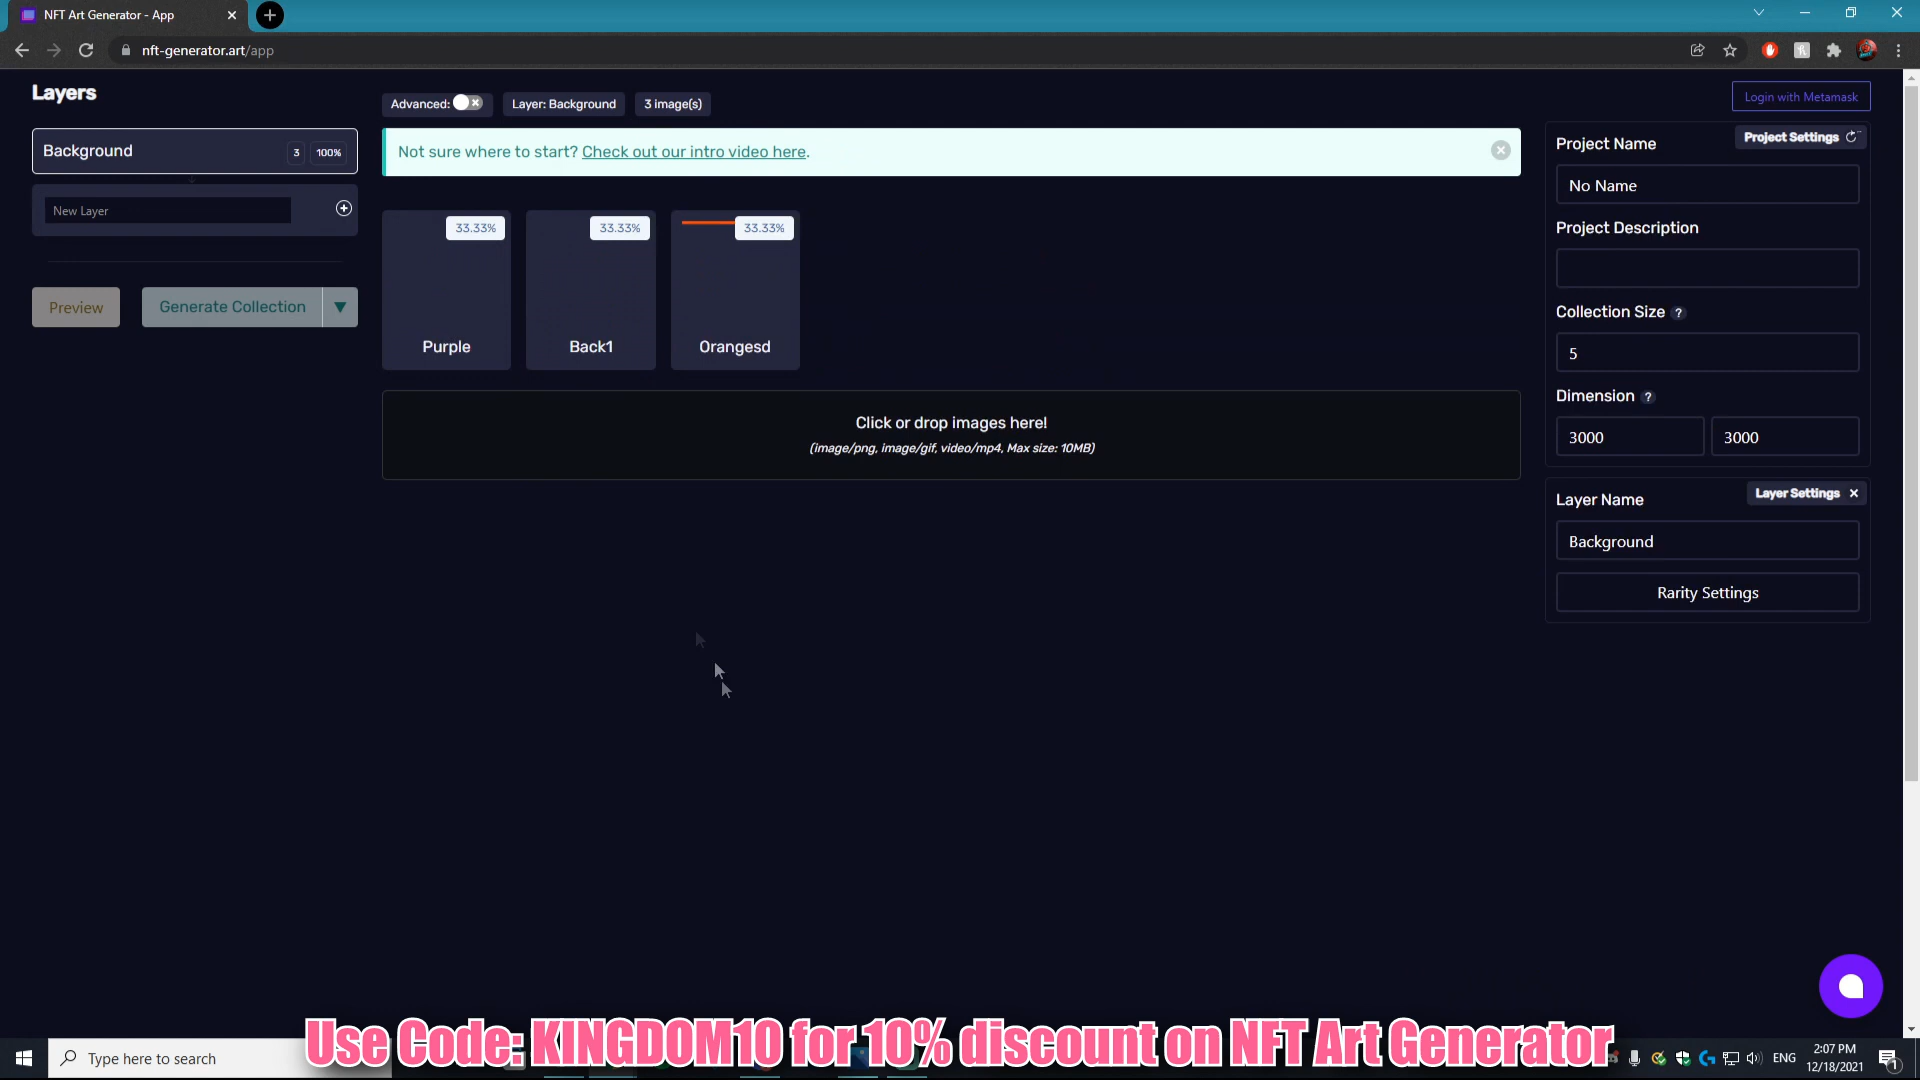 NFT Art Generator - App
nft-generator.art/app
Layers
Advanced:
Layer: Background
3 image(s)
Login with Metamask
Background
3
100%
New Layer
Preview
Generate Collection
Not sure where to start? Check out our intro video here.
33.33%
33.33%
33.33%
Purple
Back1
Orangesd
Click or drop images here!
(image/png, image/gif, video/mp4, Max size: 10MB)
Project Settings
Project Name
No Name
Project Description
Collection Size ?
5
Dimension ?
3000
3000
Layer Settings
Layer Name
Background
Rarity Settings
Use Code: KINGDOM10 for 10% discount on NFT Art Generator
Type here to search
ENG
2:07 PM
12/18/2021
1